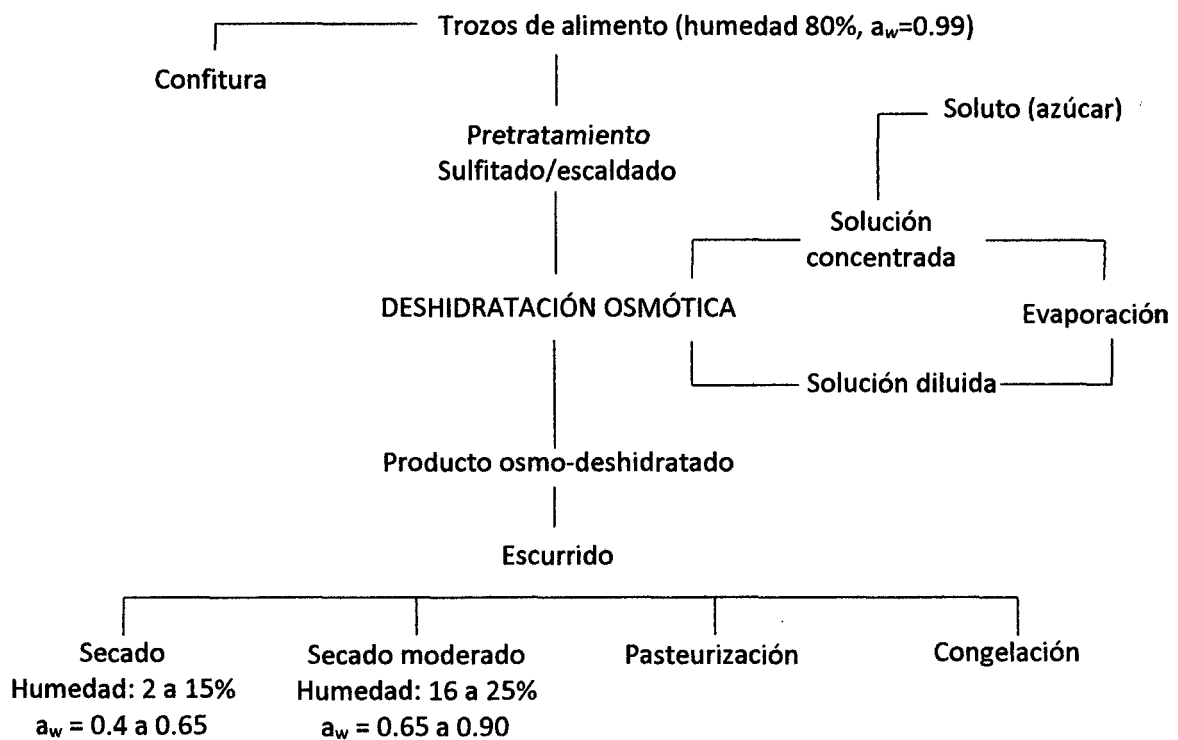 Trozos de alimento (humedad 80%, aw=0.99)
Confitura
Soluto (azúcar)
Pretratamiento
Sulfitado/escaldado
Solución
concentrada
DESHIDRATACIÓN OSMÓTICA
Evaporación
Solución diluida
Producto osmo-deshidratado
Escurrido
Secado
Humedad: 2 a 15%
aw = 0.4 a 0.65
Secado moderado
Humedad: 16 a 25%
aw = 0.65 a 0.90
Pasteurización
Congelación